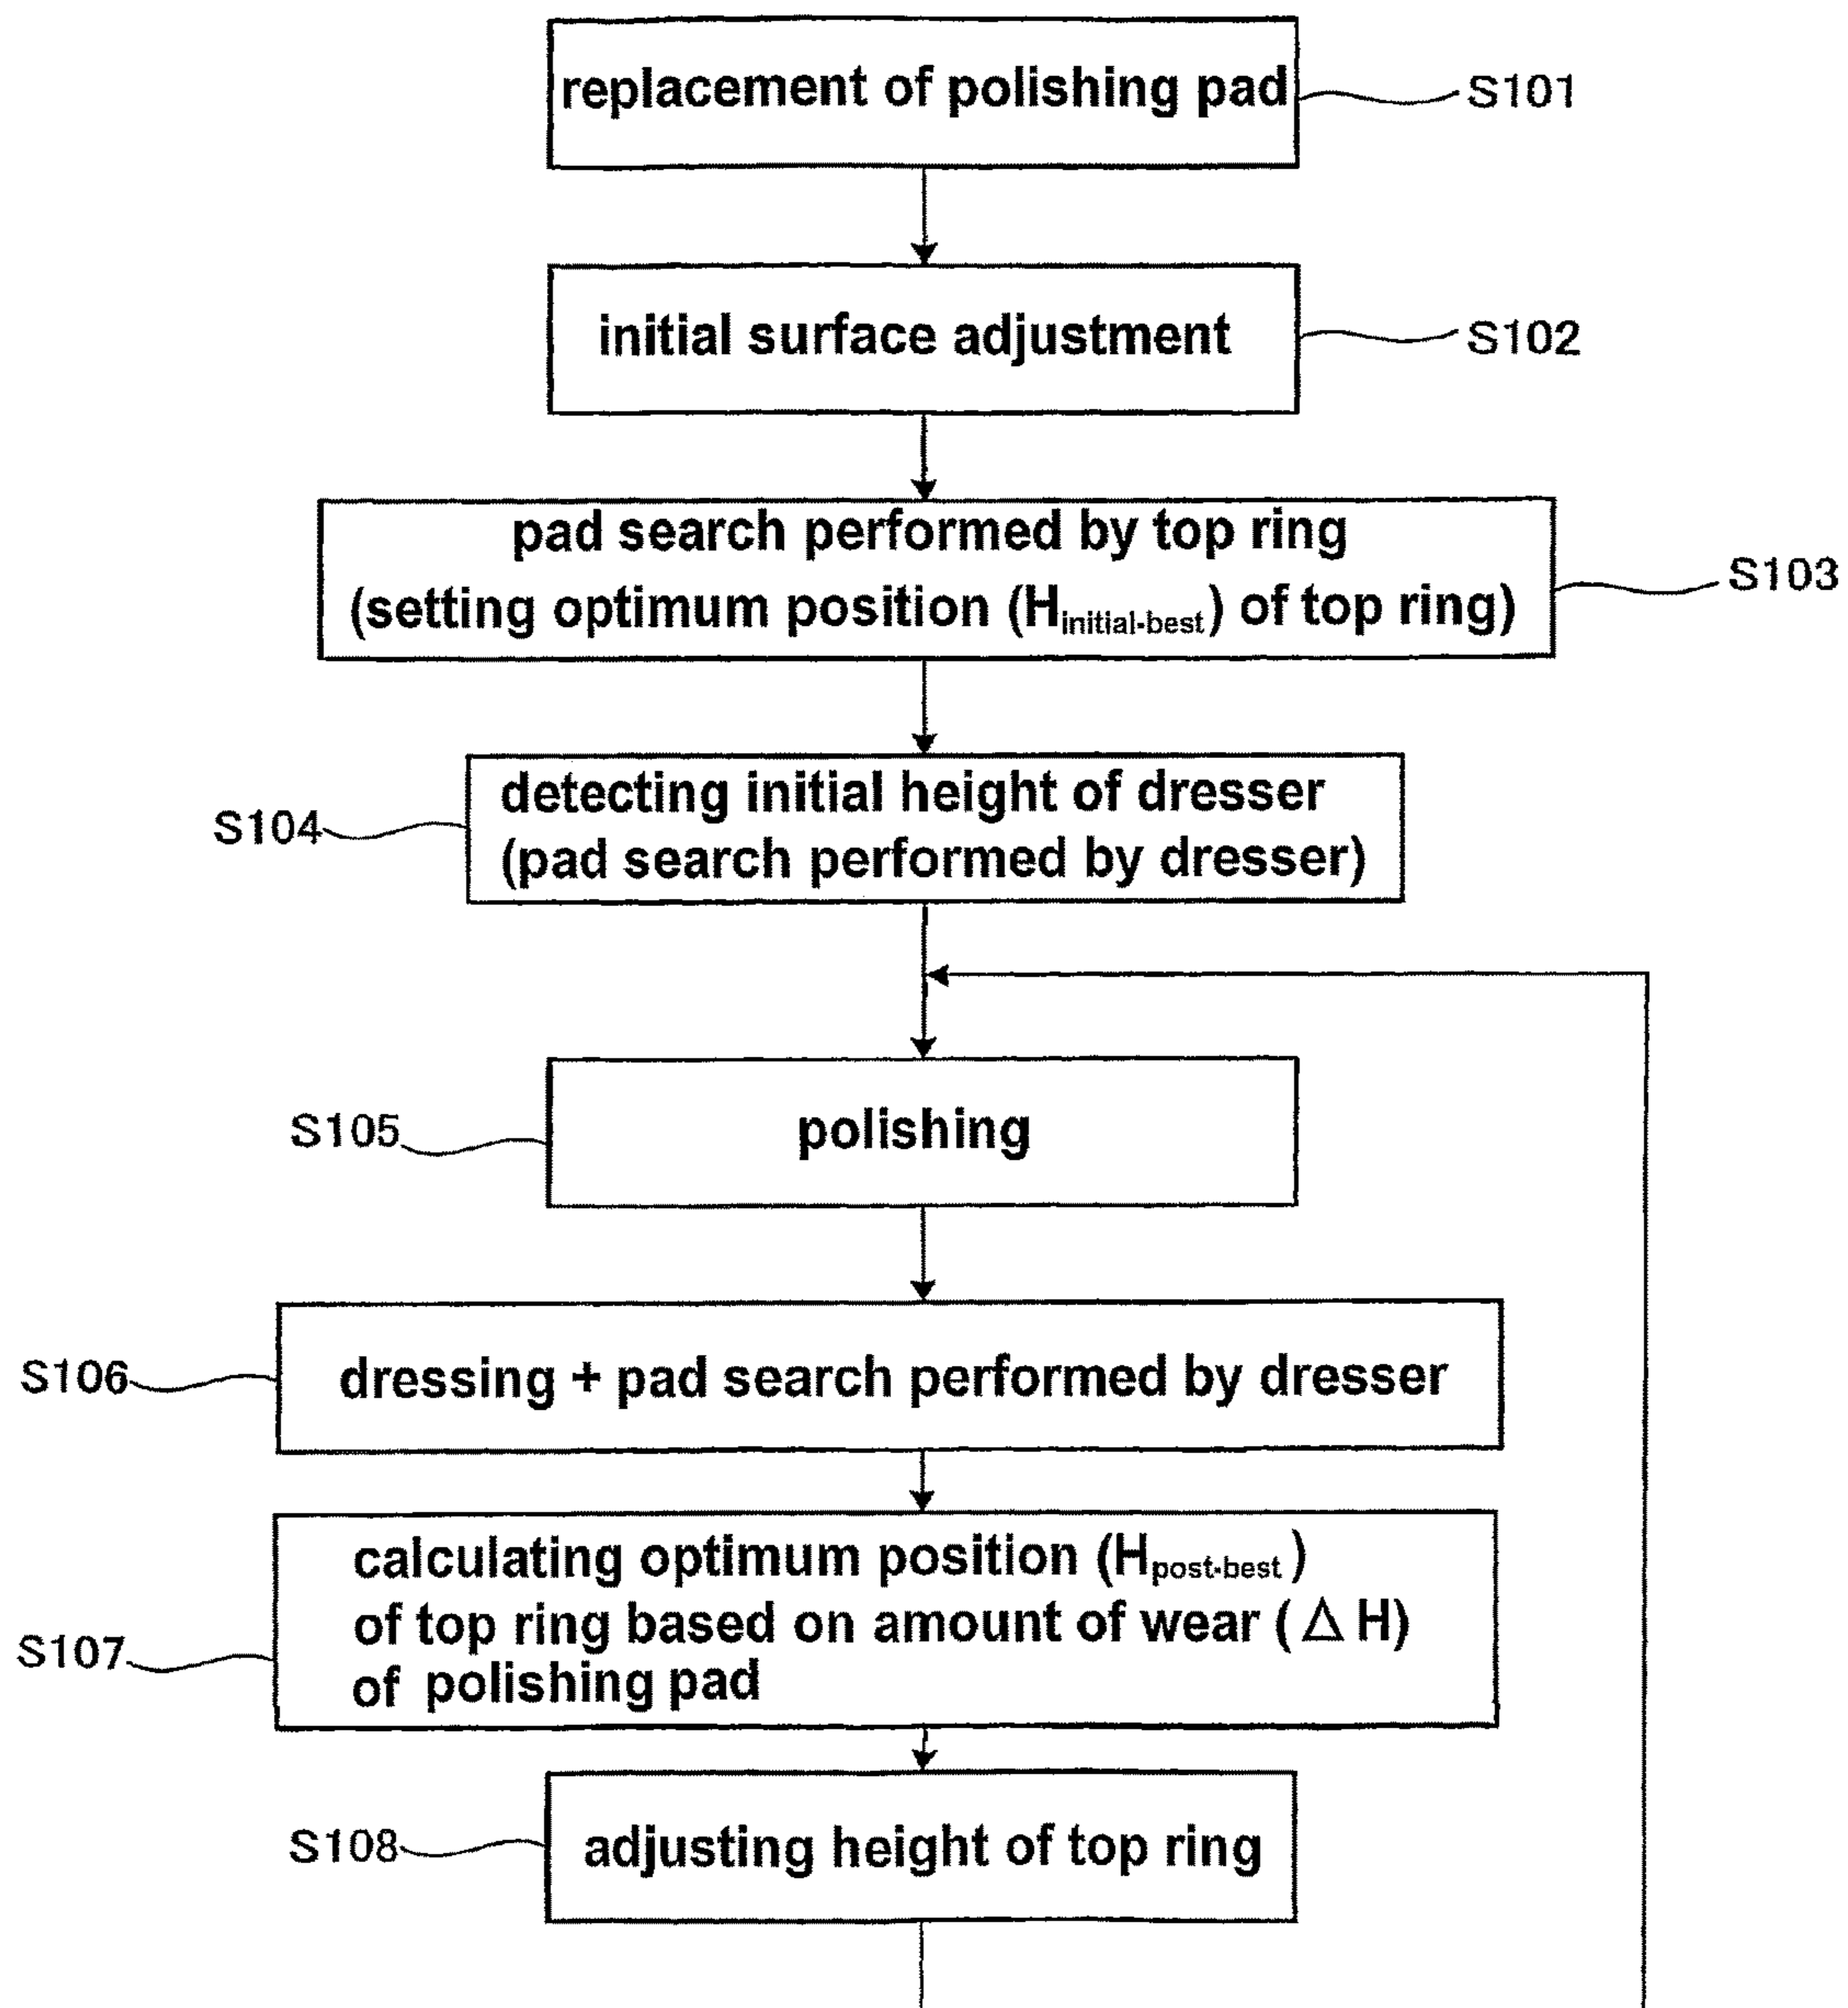 replacement of polishing pad
S101
initial surface adjustment
S102
pad search performed by top ring
(setting optimum position (Hinitial-best) of top ring)
S103
S104
detecting initial height of dresser
(pad search performed by dresser)
S105
polishing
S106
dressing + pad search performed by dresser
S107
calculating optimum position (Hpost-best)
of top ring based on amount of wear (△H)
of polishing pad
S108
adjusting height of top ring